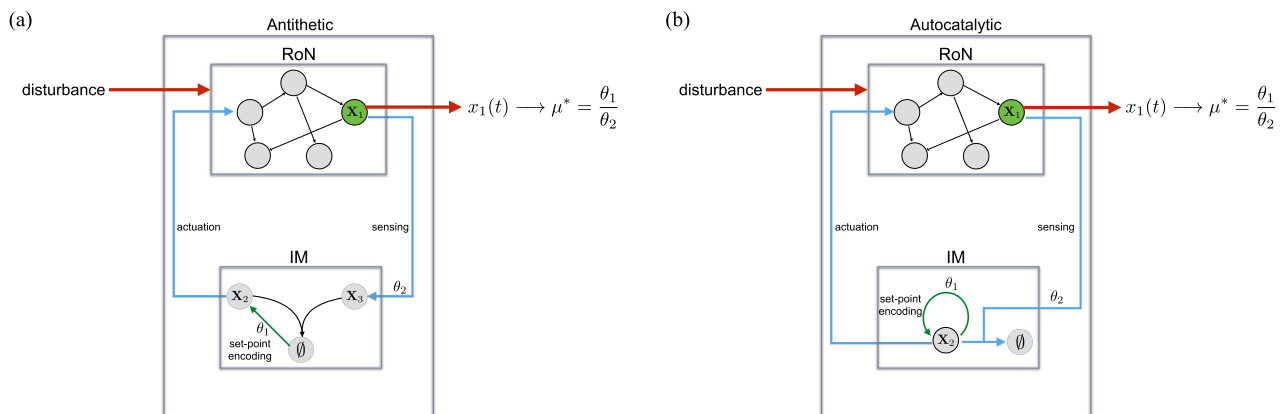 (a)
Antithetic
RoN
disturbance
X₁
x₁(t) ⟶ μ* = θ₁/θ₂
actuation
sensing
IM
X₂
X₃
θ₂
θ₁
set-point
encoding
∅
(b)
Autocatalytic
RoN
disturbance
X₁
x₁(t) ⟶ μ* = θ₁/θ₂
actuation
sensing
IM
θ₁
set-point
encoding
θ₂
X₂
∅